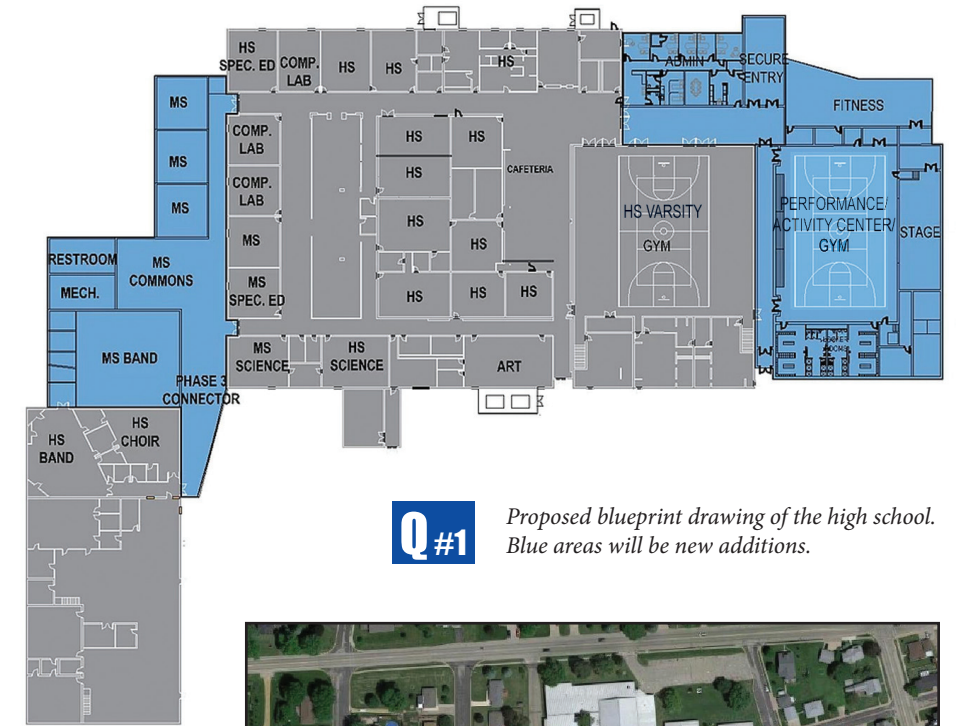 HS
SPEC. ED
COMP.
LAB
HS
HS
HS
ADMIN
SECURE
ENTRY
FITNESS
MS
MS
MS
COMP.
LAB
COMP.
LAB
MS
MS
SPEC. ED
HS
HS
HS
HS
HS
HS
HS
HS
CAFETERIA
HS VARSITY
GYM
PERFORMANCE/
ACTIVITY CENTER/
GYM
STAGE
RESTROOM
MECH.
MS
COMMONS
MS BAND
PHASE 3
CONNECTOR
MS
SCIENCE
HS
SCIENCE
ART
LOCKER
ROOMS
HS
BAND
HS
CHOIR
Q #1
Proposed blueprint drawing of the high school.
Blue areas will be new additions.